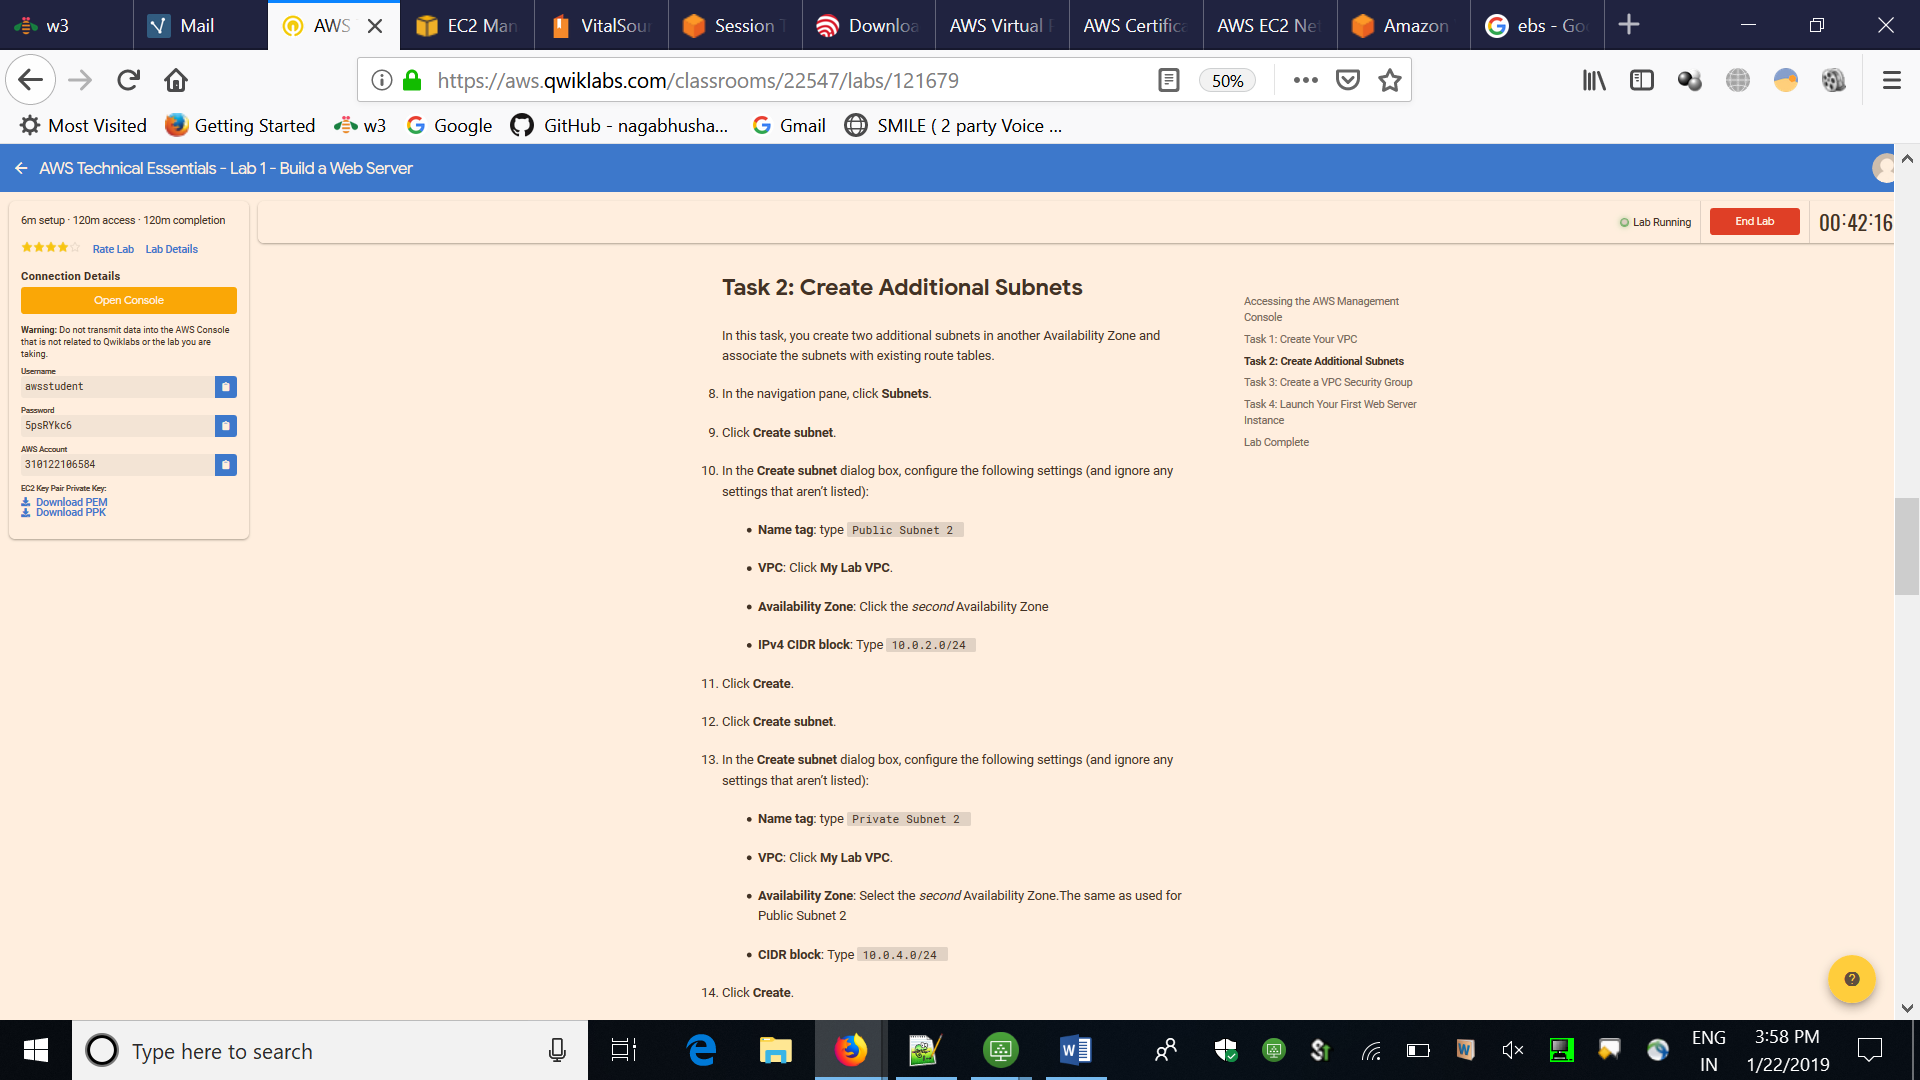 w3
Mail
AWS
EC2 Man
VitalSour
Session T
Downloa
AWS Virtual P
AWS Certifica
AWS EC2 Net
Amazon
ebs - Go
https://aws.qwiklabs.com/classrooms/22547/labs/121679
50%
Most Visited
Getting Started
w3
Google
GitHub - nagabhusha...
Gmail
SMILE ( 2 party Voice ...
AWS Technical Essentials - Lab 1 - Build a Web Server
6m setup · 120m access · 120m completion
Rate Lab
Lab Details
Connection Details
Open Console
Warning: Do not transmit data into the AWS Console
that is not related to Qwiklabs or the lab you are
taking.
Username
awsstudent
Password
5psRYkc6
AWS Account
310122106584
EC2 Key Pair Private Key:
Download PEM
Download PPK
Lab Running
End Lab
00:42:16
Task 2: Create Additional Subnets
In this task, you create two additional subnets in another Availability Zone and
associate the subnets with existing route tables.
8. In the navigation pane, click Subnets.
9. Click Create subnet.
10. In the Create subnet dialog box, configure the following settings (and ignore any
settings that aren't listed):
• Name tag: type Public Subnet 2
• VPC: Click My Lab VPC.
• Availability Zone: Click the second Availability Zone
• IPv4 CIDR block: Type 10.0.2.0/24
11. Click Create.
12. Click Create subnet.
13. In the Create subnet dialog box, configure the following settings (and ignore any
settings that aren't listed):
• Name tag: type Private Subnet 2
• VPC: Click My Lab VPC.
• Availability Zone: Select the second Availability Zone.The same as used for
Public Subnet 2
• CIDR block: Type 10.0.4.0/24
14. Click Create.
Accessing the AWS Management
Console
Task 1: Create Your VPC
Task 2: Create Additional Subnets
Task 3: Create a VPC Security Group
Task 4: Launch Your First Web Server
Instance
Lab Complete
Type here to search
ENG
IN
3:58 PM
1/22/2019